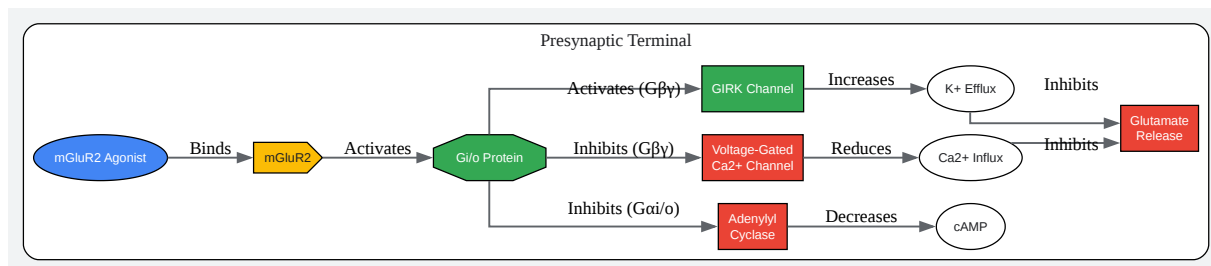 Presynaptic Terminal
Activates (Gβγ)
GIRK Channel
Increases
K+ Efflux
Inhibits
Glutamate
Release
mGluR2 Agonist
Binds
mGluR2
Activates
Gi/o Protein
Inhibits (Gβγ)
Voltage-Gated
Ca2+ Channel
Reduces
Ca2+ Influx
Inhibits
Inhibits (Gαi/o)
Adenylyl
Cyclase
Decreases
cAMP